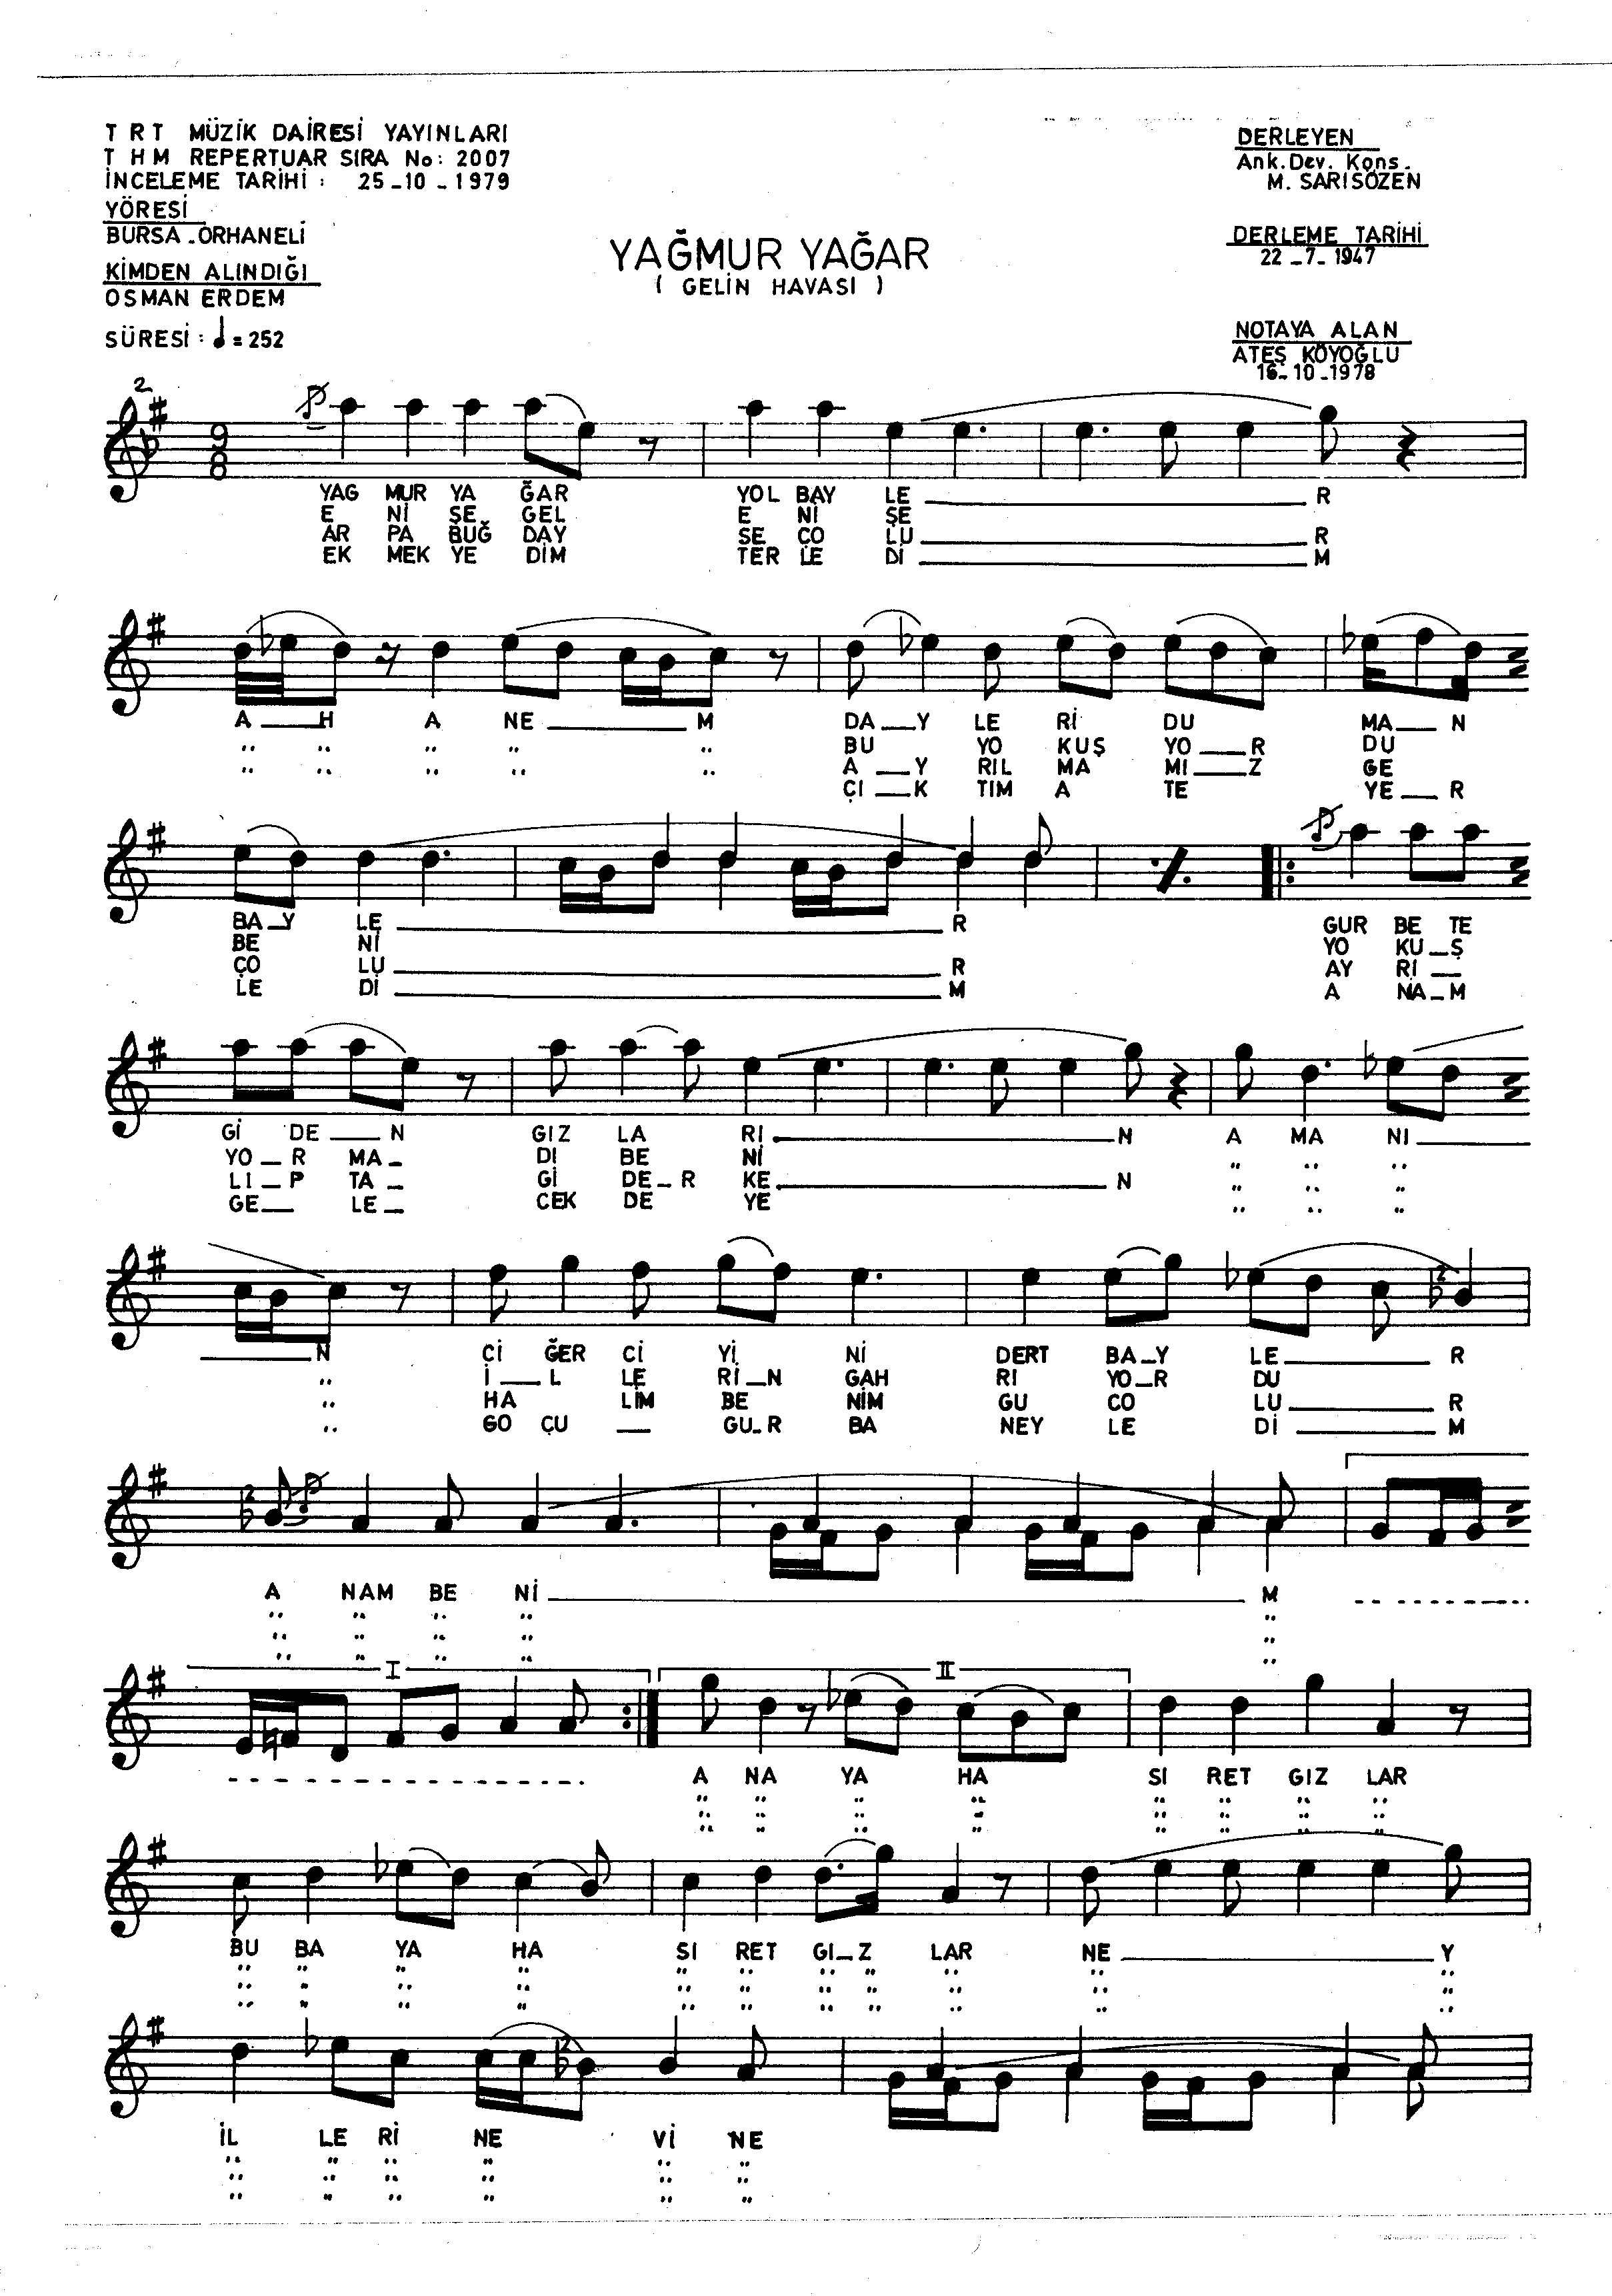 TRT MÜZİK DAİRESİ YAYINLARI
THM REPERTUAR SIRA No: 2007
İNCELEME TARİHİ : 25-10-1979
YÖRESİ
BURSA-ORHANELİ
KİMDEN ALINDIĞI
OSMAN ERDEM
SÜRESİ : ♩ = 252
YAĞMUR YAĞAR
( GELİN HAVASI )
DERLEYEN
Ank. Dev. Kons.
M. SARISÖZEN
DERLEME TARİHİ
22-7-1947
NOTAYA ALAN
ATEŞ KÖYOĞLU
16-10-1978
2
9
8
YAG MUR YA ĞAR YOL BAY LE R
E Nİ ŞE GEL E Nİ ŞE
AR PA BUĞ DAY SE ÇO LU R
EK MEK YE DİM TER LE Dİ M
A H A NE M DA Y LE Rİ DU MA N
.. .. .. .. .. BU YO KUŞ YO R DU
.. .. .. .. .. A Y RIL MA MI Z GE
ÇI K TIM A TE YE R
BA Y LE R GUR BE TE
BE Nİ YO KU Ş
ÇO LU R AY RI
LE Dİ M A NA M
Gİ DE N GIZ LA RI N A MA NI
YO R MA DI BE Nİ .. .. ..
LI P TA Gİ DE R KE N .. .. ..
GE LE CEK DE YE .. .. ..
N Cİ ĞER Cİ Yİ Nİ DERT BA Y LE R
.. İ L LE Rİ N GAH RI YO R DU
.. HA LİM BE NİM GU CO LU R
.. GO ÇU GU R BA NEY LE Dİ M
2
2
A NAM BE Nİ M
.. .. .. .. ..
.. .. .. .. ..
.. .. .. .. ..
I II
A NA YA HA SI RET GIZ LAR
.. .. .. .. .. .. .. ..
.. .. .. .. .. .. .. ..
.. .. .. .. .. .. .. ..
BU BA YA HA SI RET GI Z LAR NE Y
.. .. .. .. .. .. .. .. .. .. ..
.. .. .. .. .. .. .. .. .. .. ..
.. .. .. .. .. .. .. .. .. .. ..
2
İL LE Rİ NE Vİ NE
.. .. .. .. .. ..
.. .. .. .. .. ..
.. .. .. .. .. ..